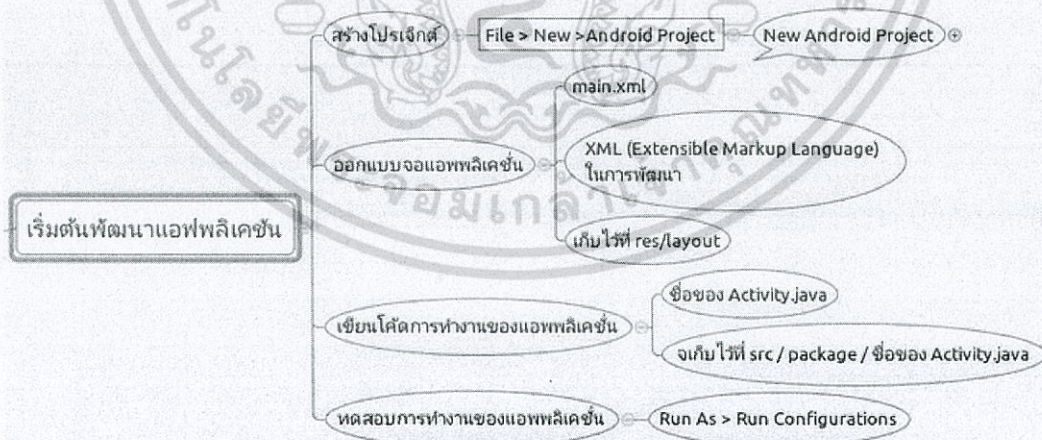 สร้างโปรเจ็กต์
File > New >Android Project
New Android Project
main.xml
ออกแบบจอแอพพลิเคชั่น
XML (Extensible Markup Language)
ในการพัฒนา
เก็บไว้ที่ res/layout
เริ่มต้นพัฒนาแอฟพลิเคชัน
เขียนโค้ดการทำงานของแอพพลิเคชั่น
ชื่อของ Activity.java
จเก็บไว้ที่ src / package / ชื่อของ Activity.java
ทดสอบการทำงานของแอพพลิเคชั่น
Run As > Run Configurations